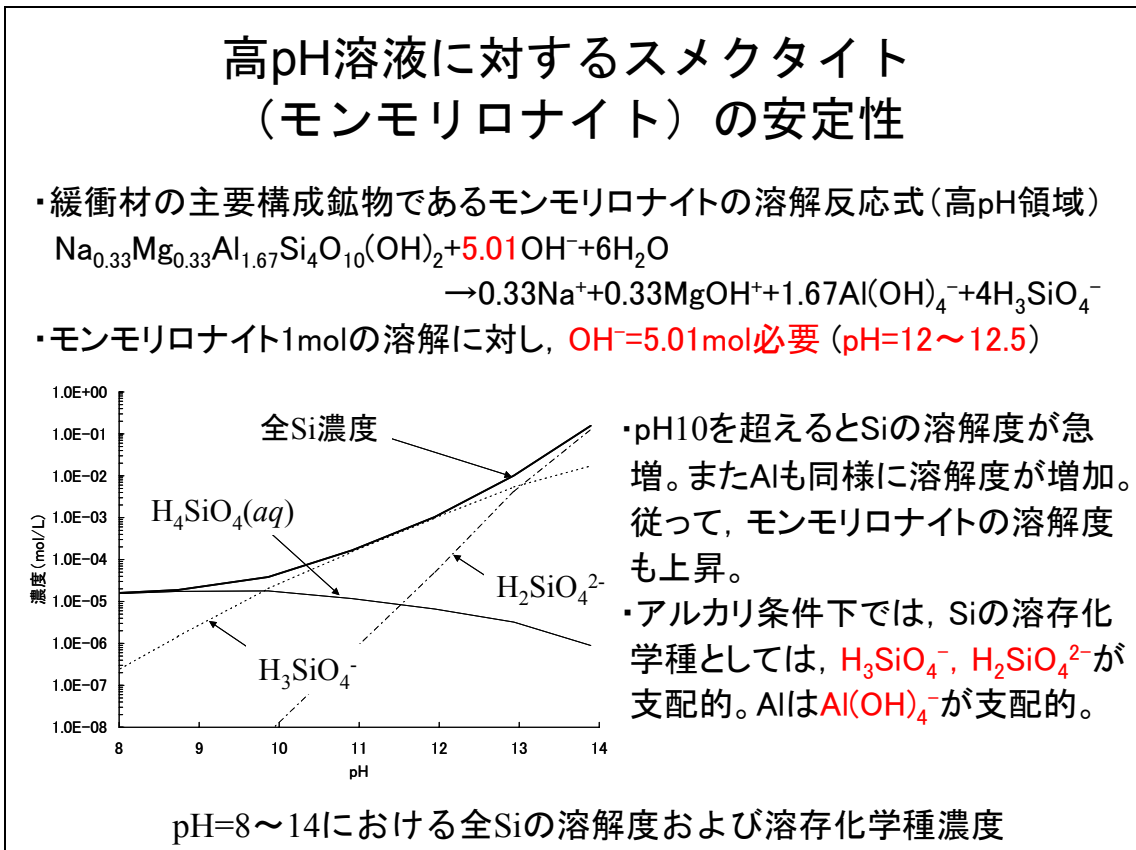 高pH溶液に対するスメクタイト
（モンモリロナイト）の安定性
・緩衝材の主要構成鉱物であるモンモリロナイトの溶解反応式（高pH領域）
Na₀.₃₃Mg₀.₃₃Al₁.₆₇Si₄O₁₀(OH)₂+5.01OH⁻+6H₂O
→0.33Na⁺+0.33MgOH⁺+1.67Al(OH)₄⁻+4H₃SiO₄⁻
・モンモリロナイト1molの溶解に対し，OH⁻=5.01mol必要（pH=12～12.5）
1.0E+00
1.0E-01
1.0E-02
1.0E-03
1.0E-04
1.0E-05
1.0E-06
1.0E-07
1.0E-08
濃度(mol/L)
全Si濃度
H₄SiO₄(aq)
H₂SiO₄²⁻
H₃SiO₄⁻
8 9 10 11 12 13 14
pH
・pH10を超えるとSiの溶解度が急
増。またAlも同様に溶解度が増加。
従って，モンモリロナイトの溶解度
も上昇。
・アルカリ条件下では，Siの溶存化
学種としては，H₃SiO₄⁻，H₂SiO₄²⁻が
支配的。AlはAl(OH)₄⁻が支配的。
pH=8～14における全Siの溶解度および溶存化学種濃度